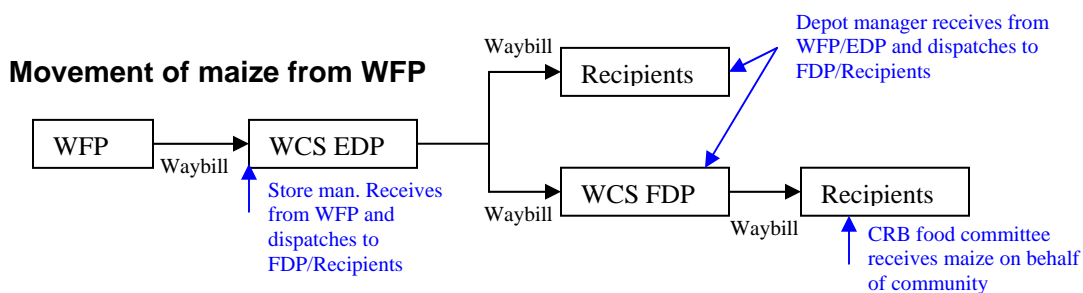 Movement of maize from WFP
WFP
Waybill
WCS EDP
Store man. Receives
from WFP and
dispatches to
FDP/Recipients
Waybill
Recipients
Depot manager receives from
WFP/EDP and dispatches to
FDP/Recipients
Waybill
WCS FDP
Waybill
Recipients
CRB food committee
receives maize on behalf
of community